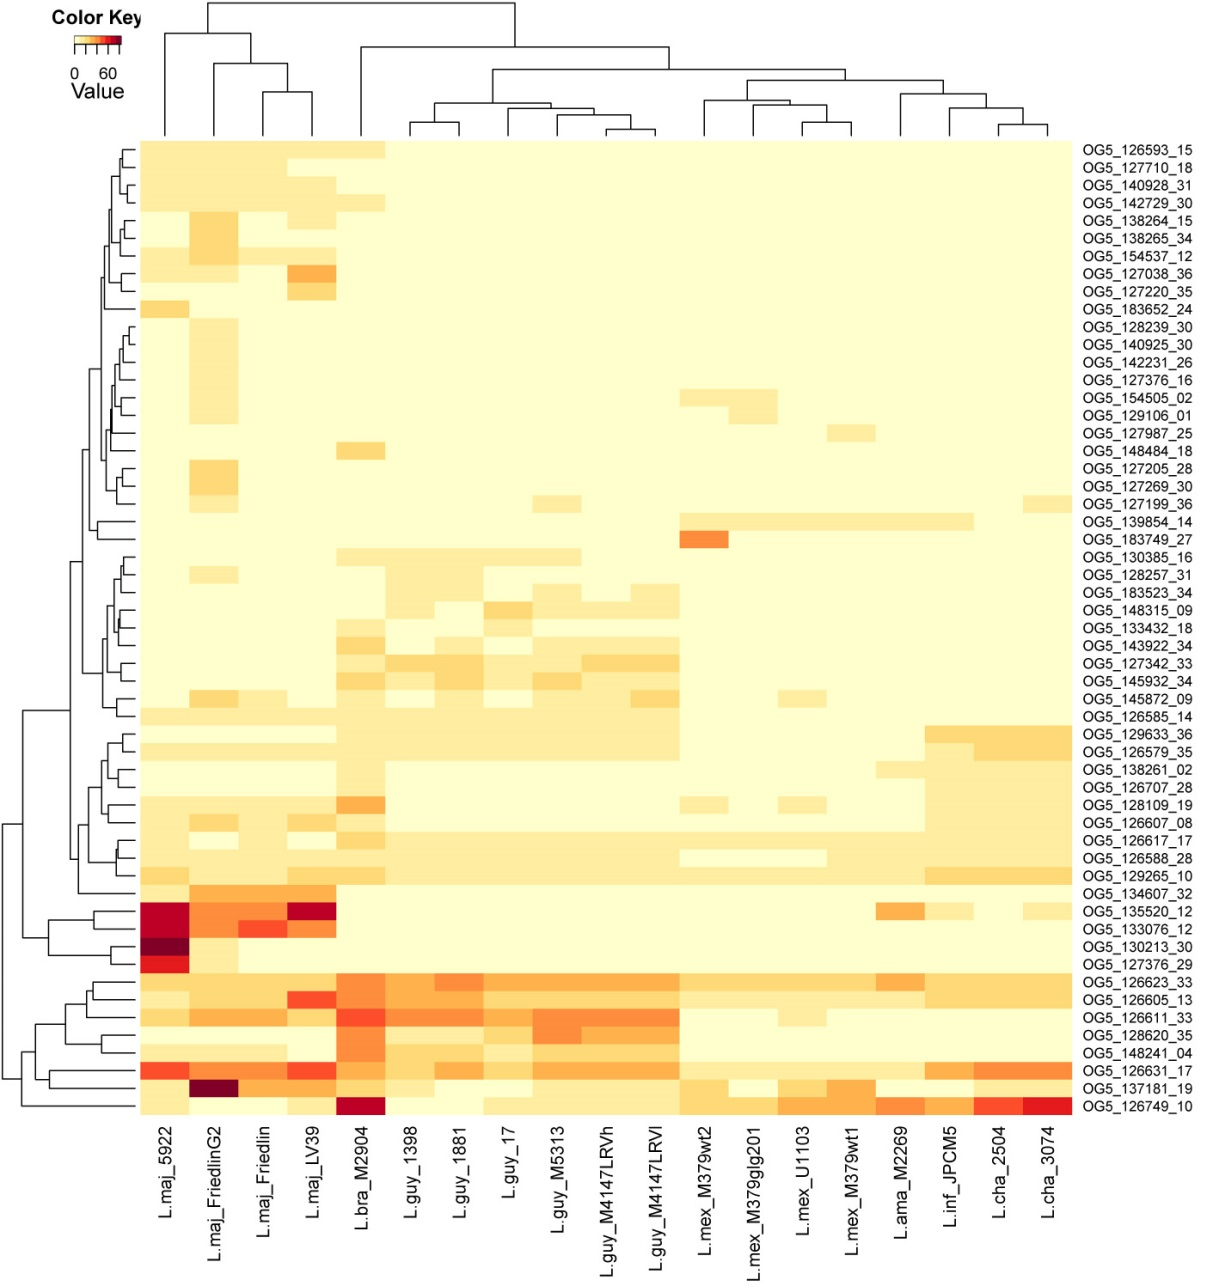 Color Key
0 60
Value
OG5_126593_15
OG5_127710_18
OG5_140928_31
OG5_142729_30
OG5_138264_15
OG5_138265_34
OG5_154537_12
OG5_127038_36
OG5_127220_35
OG5_183652_24
OG5_128239_30
OG5_140925_30
OG5_142231_26
OG5_127376_16
OG5_154505_02
OG5_129106_01
OG5_127987_25
OG5_148484_18
OG5_127205_28
OG5_127269_30
OG5_127199_36
OG5_139854_14
OG5_183749_27
OG5_130385_16
OG5_128257_31
OG5_183523_34
OG5_148315_09
OG5_133432_18
OG5_143922_34
OG5_127342_33
OG5_145932_34
OG5_145872_09
OG5_126585_14
OG5_129633_36
OG5_126579_35
OG5_138261_02
OG5_126707_28
OG5_128109_19
OG5_126607_08
OG5_126617_17
OG5_126588_28
OG5_129265_10
OG5_134607_32
OG5_135520_12
OG5_133076_12
OG5_130213_30
OG5_127376_29
OG5_126623_33
OG5_126605_13
OG5_126611_33
OG5_128620_35
OG5_148241_04
OG5_126631_17
OG5_137181_19
OG5_126749_10
L.maj_5922
L.maj_FriedlinG2
L.maj_Friedlin
L.maj_LV39
L.bra_M2904
L.guy_1398
L.guy_1881
L.guy_17
L.guy_M5313
L.guy_M4147LRVh
L.guy_M4147LRVl
L.mex_M379wt2
L.mex_M379glg201
L.mex_U1103
L.mex_M379wt1
L.ama_M2269
L.inf_JPCM5
L.cha_2504
L.cha_3074